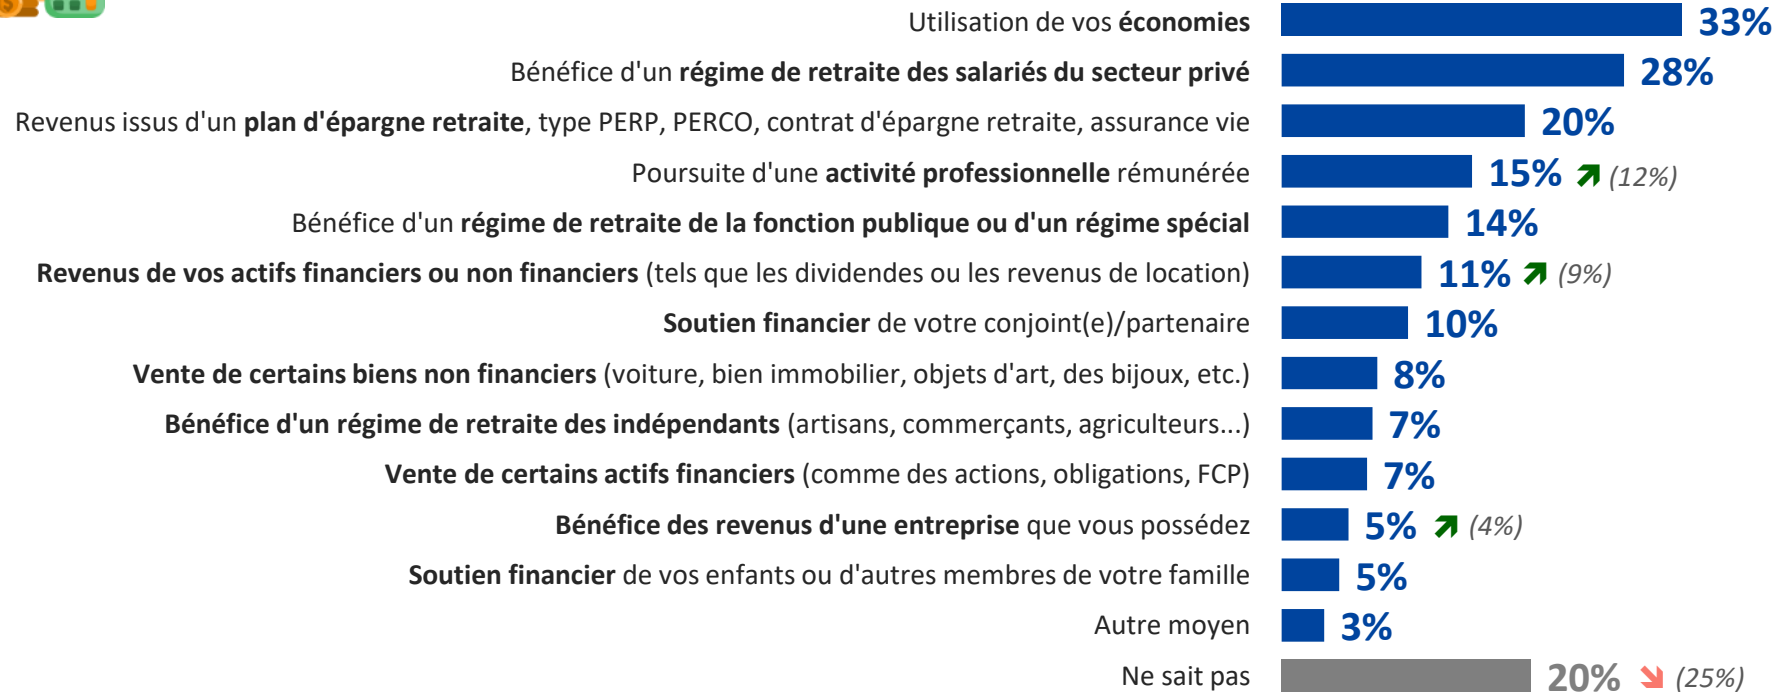 Utilisation de vos économies 33%
Bénéfice d'un régime de retraite des salariés du secteur privé 28%
Revenus issus d'un plan d'épargne retraite, type PERP, PERCO, contrat d'épargne retraite, assurance vie 20%
Poursuite d'une activité professionnelle rémunérée 15% (12%)
Bénéfice d'un régime de retraite de la fonction publique ou d'un régime spécial 14%
Revenus de vos actifs financiers ou non financiers (tels que les dividendes ou les revenus de location) 11% (9%)
Soutien financier de votre conjoint(e)/partenaire 10%
Vente de certains biens non financiers (voiture, bien immobilier, objets d'art, des bijoux, etc.) 8%
Bénéfice d'un régime de retraite des indépendants (artisans, commerçants, agriculteurs...) 7%
Vente de certains actifs financiers (comme des actions, obligations, FCP) 7%
Bénéfice des revenus d'une entreprise que vous possédez 5% (4%)
Soutien financier de vos enfants ou d'autres membres de votre famille 5%
Autre moyen 3%
Ne sait pas 20% (25%)